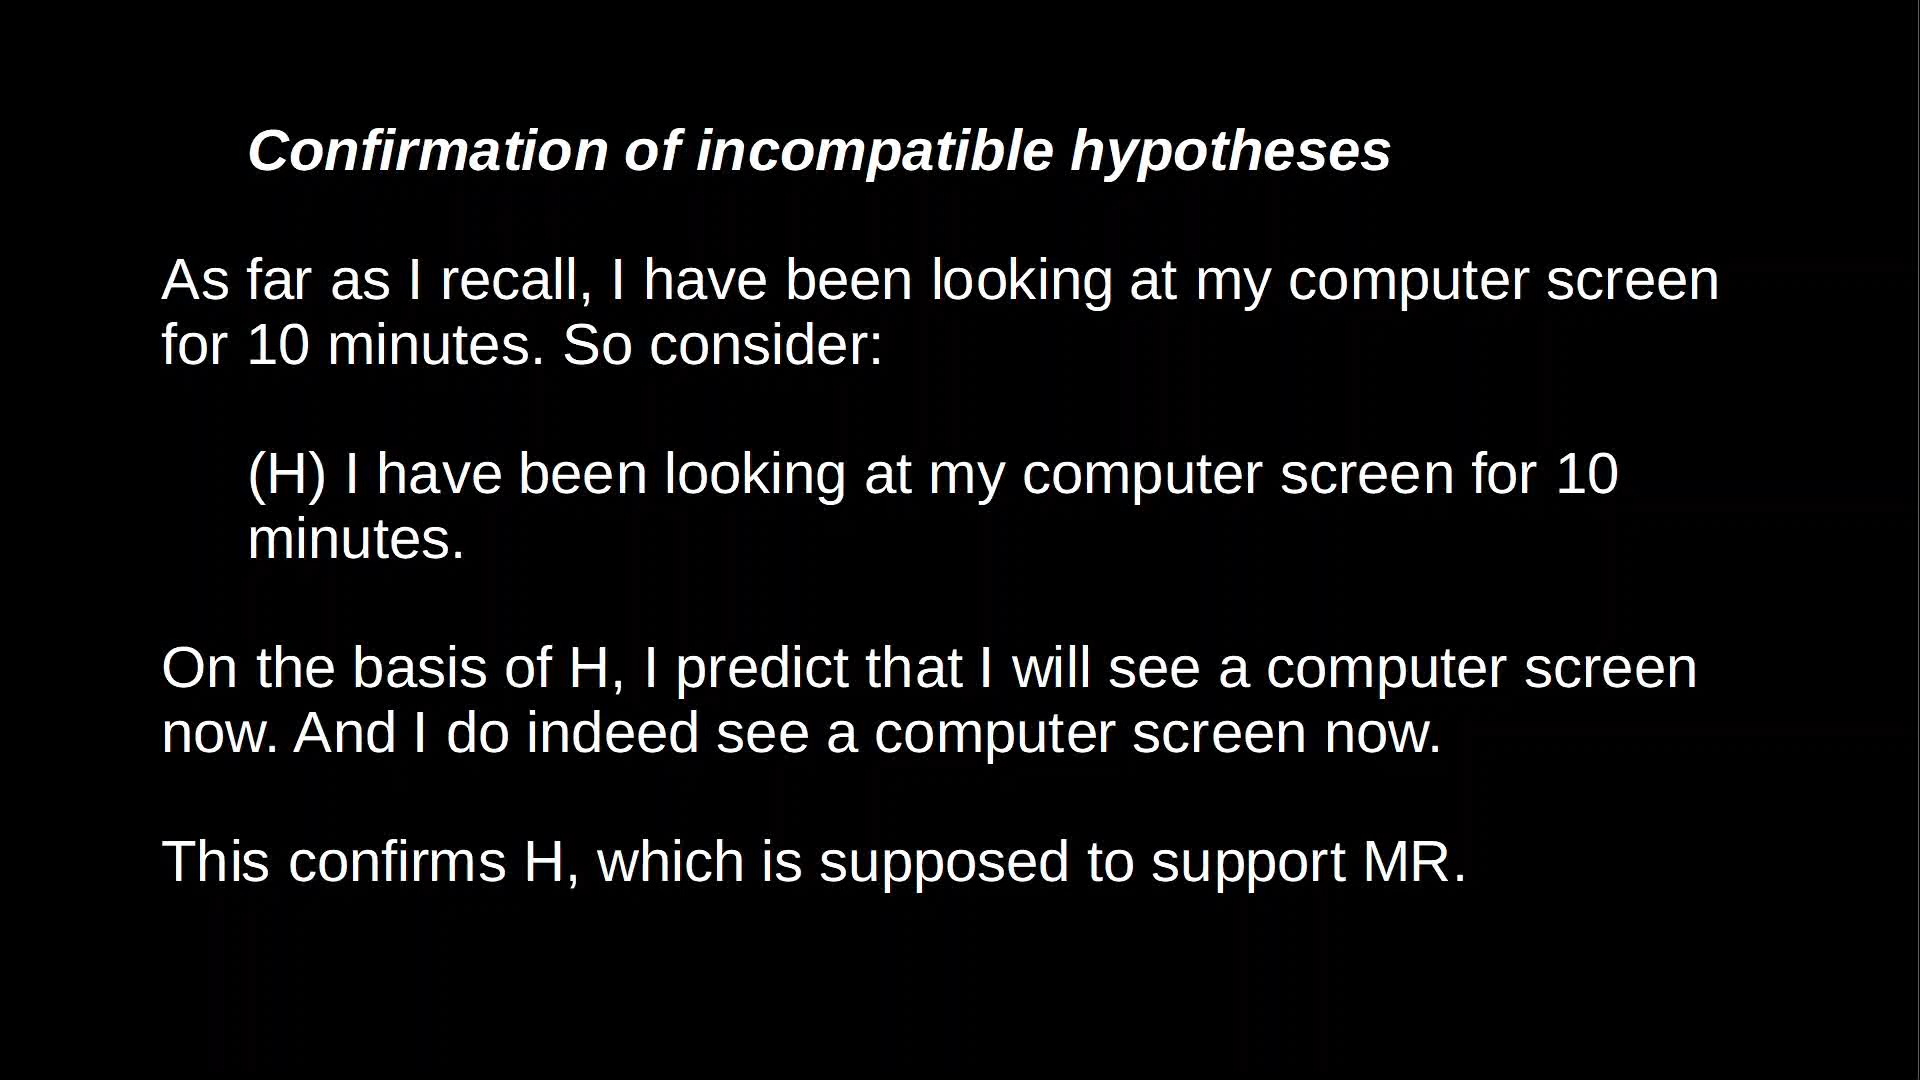 Confirmation of incompatible hypotheses
As far as I recall, I have been looking at my computer screen
for 10 minutes. So consider:
(H) I have been looking at my computer screen for 10
minutes.
On the basis of H, I predict that I will see a computer screen
now. And I do indeed see a computer screen now.
This confirms H, which is supposed to support MR.